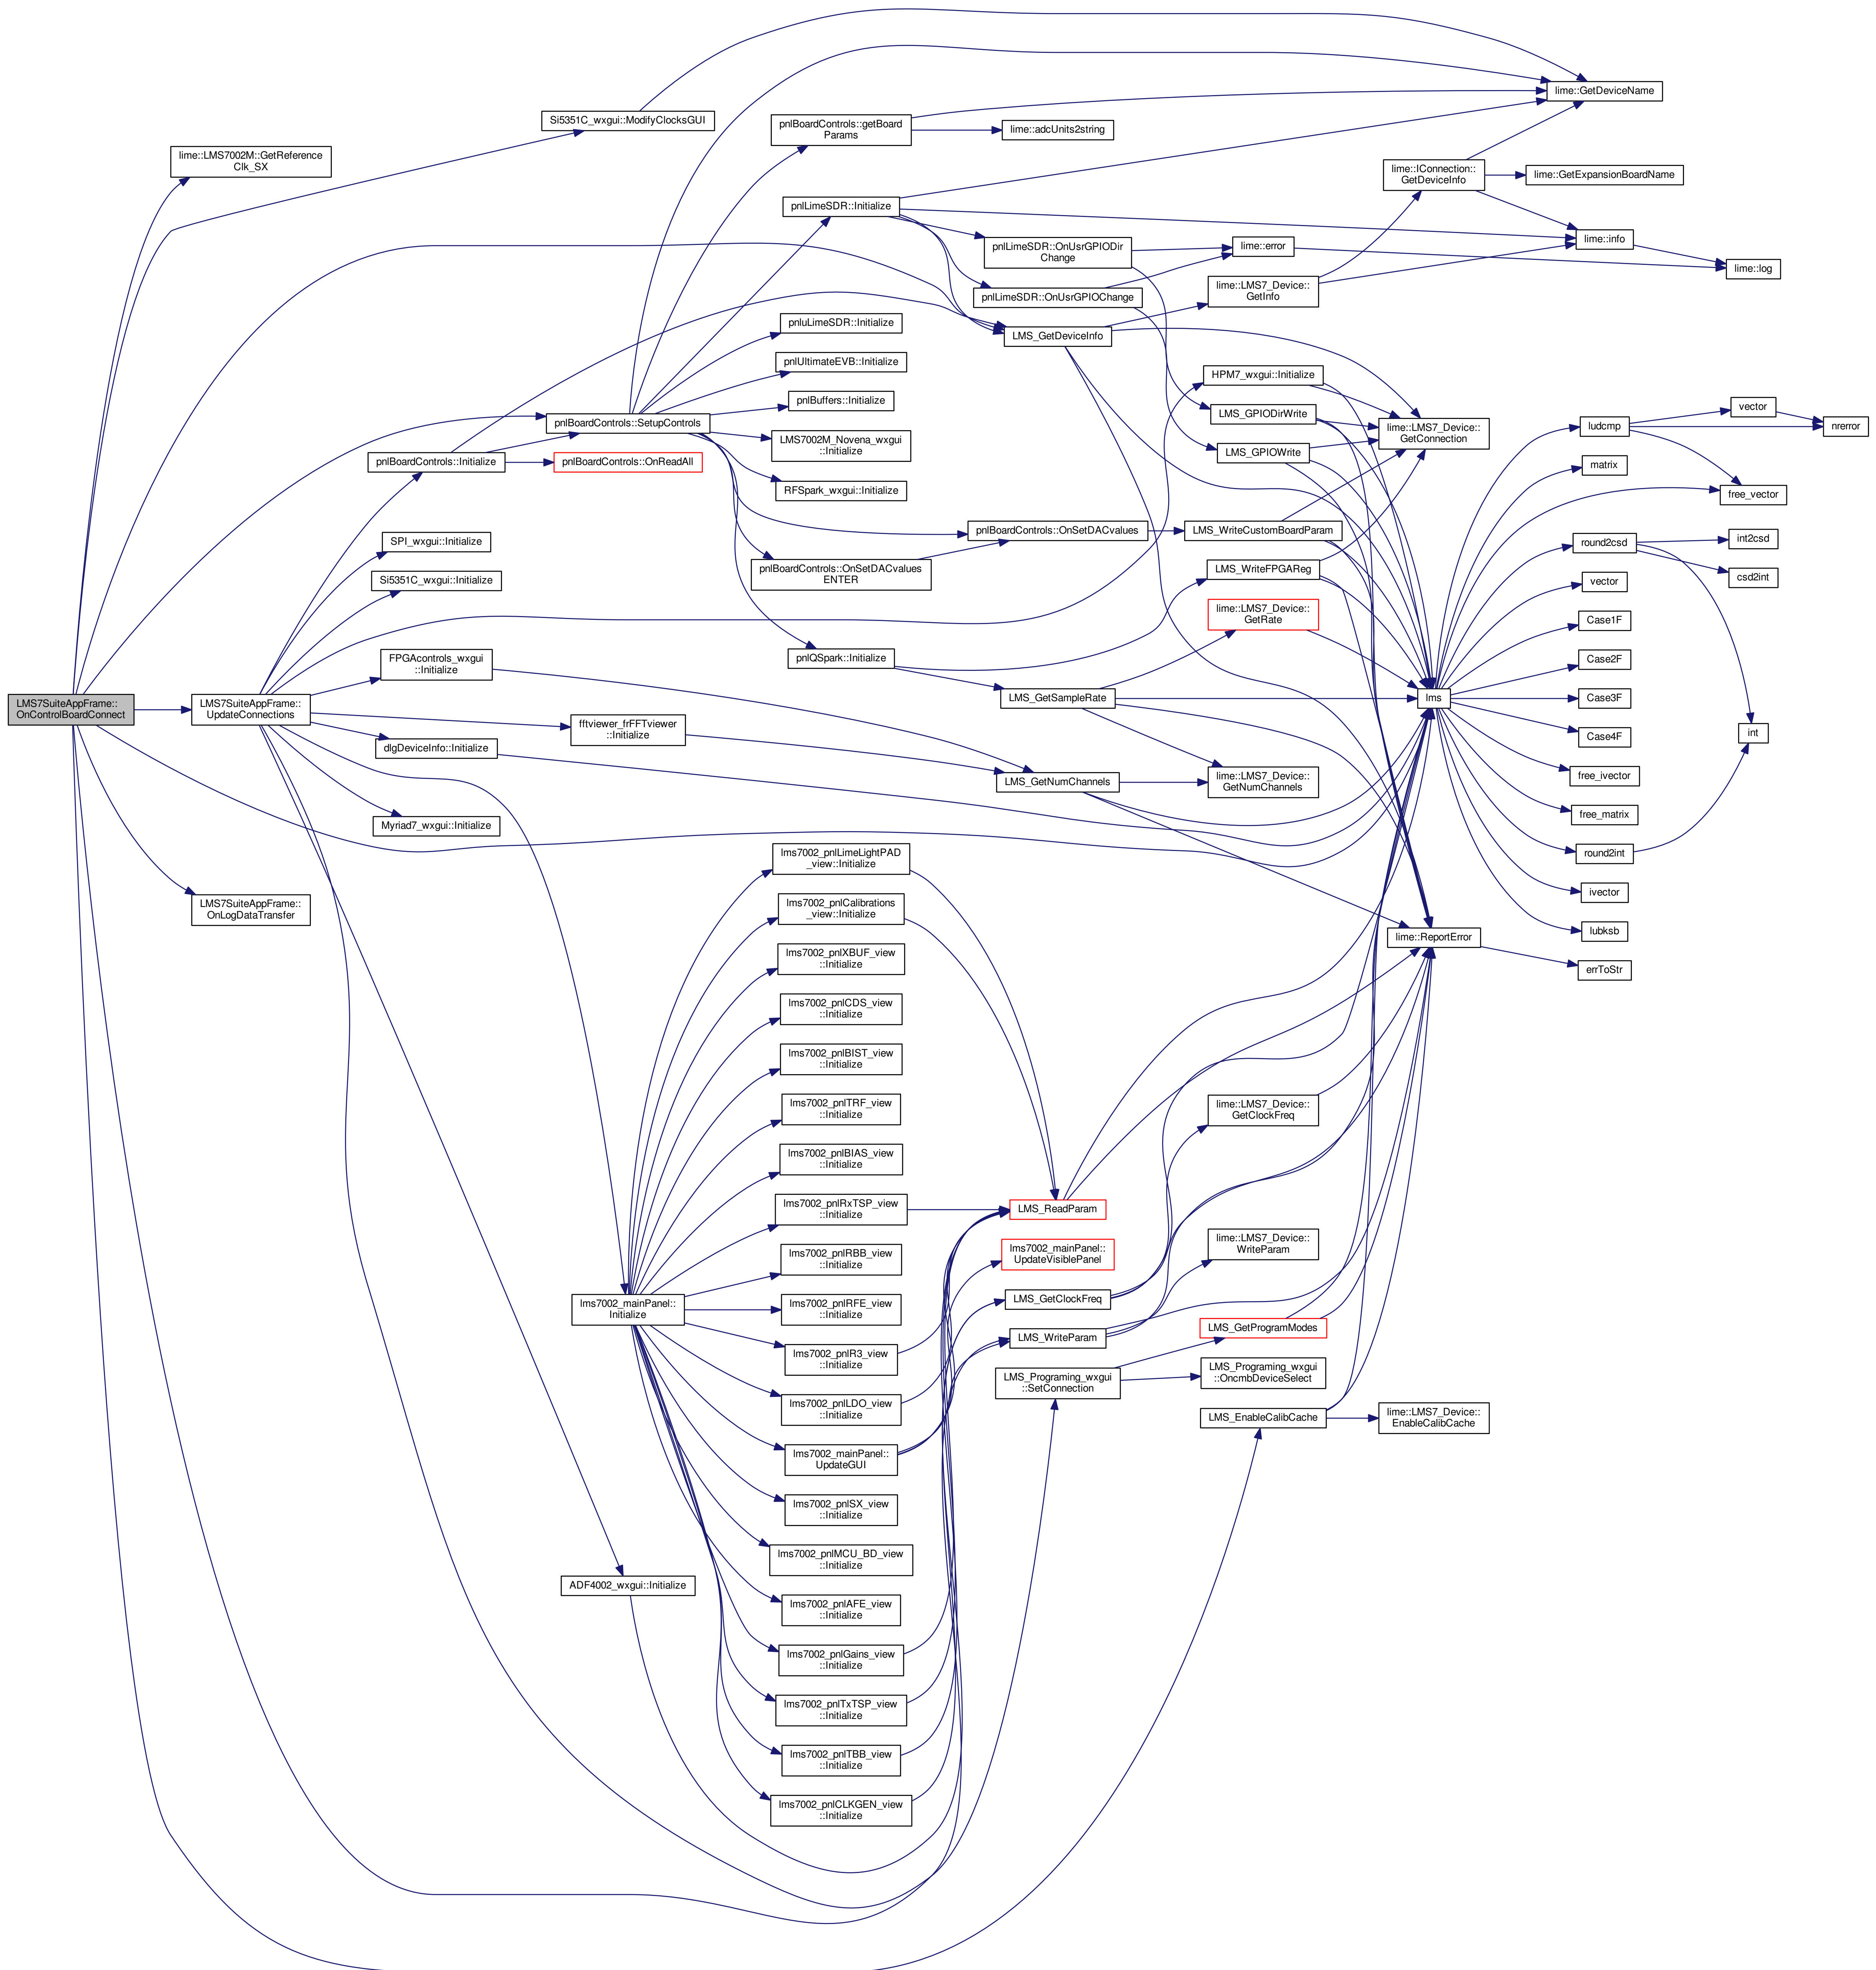 LMS7SuiteAppFrame::
OnControlBoardConnect
lime::LMS7002M::GetReference
Clk_SX
LMS7SuiteAppFrame::
UpdateConnections
LMS7SuiteAppFrame::
OnLogDataTransfer
pnlBoardControls::Initialize
SPI_wxgui::Initialize
Si5351C_wxgui::Initialize
FPGAcontrols_wxgui
::Initialize
dlgDeviceInfo::Initialize
Myriad7_wxgui::Initialize
Si5351C_wxgui::ModifyClocksGUI
pnlBoardControls::SetupControls
pnlBoardControls::OnReadAll
fftviewer_frFFTviewer
::Initialize
lms7002_mainPanel::
Initialize
ADF4002_wxgui::Initialize
pnlBoardControls::getBoard
Params
pnlLimeSDR::Initialize
pnluLimeSDR::Initialize
pnlUltimateEVB::Initialize
pnlBuffers::Initialize
LMS7002M_Novena_wxgui
::Initialize
RFSpark_wxgui::Initialize
pnlBoardControls::OnSetDACvalues
ENTER
pnlQSpark::Initialize
lms7002_pnlLimeLightPAD
_view::Initialize
lms7002_pnlCalibrations
_view::Initialize
lms7002_pnlXBUF_view
::Initialize
lms7002_pnlCDS_view
::Initialize
lms7002_pnlBIST_view
::Initialize
lms7002_pnlTRF_view
::Initialize
lms7002_pnlBIAS_view
::Initialize
lms7002_pnlRxTSP_view
::Initialize
lms7002_pnlRBB_view
::Initialize
lms7002_pnlRFE_view
::Initialize
lms7002_pnlR3_view
::Initialize
lms7002_pnlLDO_view
::Initialize
lms7002_mainPanel::
UpdateGUI
lms7002_pnlSX_view
::Initialize
lms7002_pnlMCU_BD_view
::Initialize
lms7002_pnlAFE_view
::Initialize
lms7002_pnlGains_view
::Initialize
lms7002_pnlTxTSP_view
::Initialize
lms7002_pnlTBB_view
::Initialize
lms7002_pnlCLKGEN_view
::Initialize
lime::adcUnits2string
pnlLimeSDR::OnUsrGPIODir
Change
pnlLimeSDR::OnUsrGPIOChange
LMS_GetDeviceInfo
pnlBoardControls::OnSetDACvalues
LMS_GetSampleRate
LMS_GetNumChannels
LMS_ReadParam
lms7002_mainPanel::
UpdateVisiblePanel
LMS_GetClockFreq
LMS_WriteParam
LMS_Programing_wxgui
::SetConnection
lime::error
lime::LMS7_Device::
GetInfo
HPM7_wxgui::Initialize
LMS_GPIODirWrite
LMS_GPIOWrite
LMS_WriteCustomBoardParam
LMS_WriteFPGAReg
lime::LMS7_Device::
GetRate
lime::LMS7_Device::
GetNumChannels
lime::LMS7_Device::
GetClockFreq
lime::LMS7_Device::
WriteParam
LMS_GetProgramModes
LMS_Programing_wxgui
::OncmbDeviceSelect
LMS_EnableCalibCache
lime::IConnection::
GetDeviceInfo
lime::LMS7_Device::
GetConnection
lms
lime::ReportError
lime::LMS7_Device::
EnableCalibCache
lime::GetDeviceName
lime::GetExpansionBoardName
lime::info
lime::log
ludcmp
matrix
round2csd
vector
Case1F
Case2F
Case3F
Case4F
free_ivector
free_matrix
round2int
ivector
lubksb
errToStr
vector
nrerror
free_vector
int2csd
csd2int
int